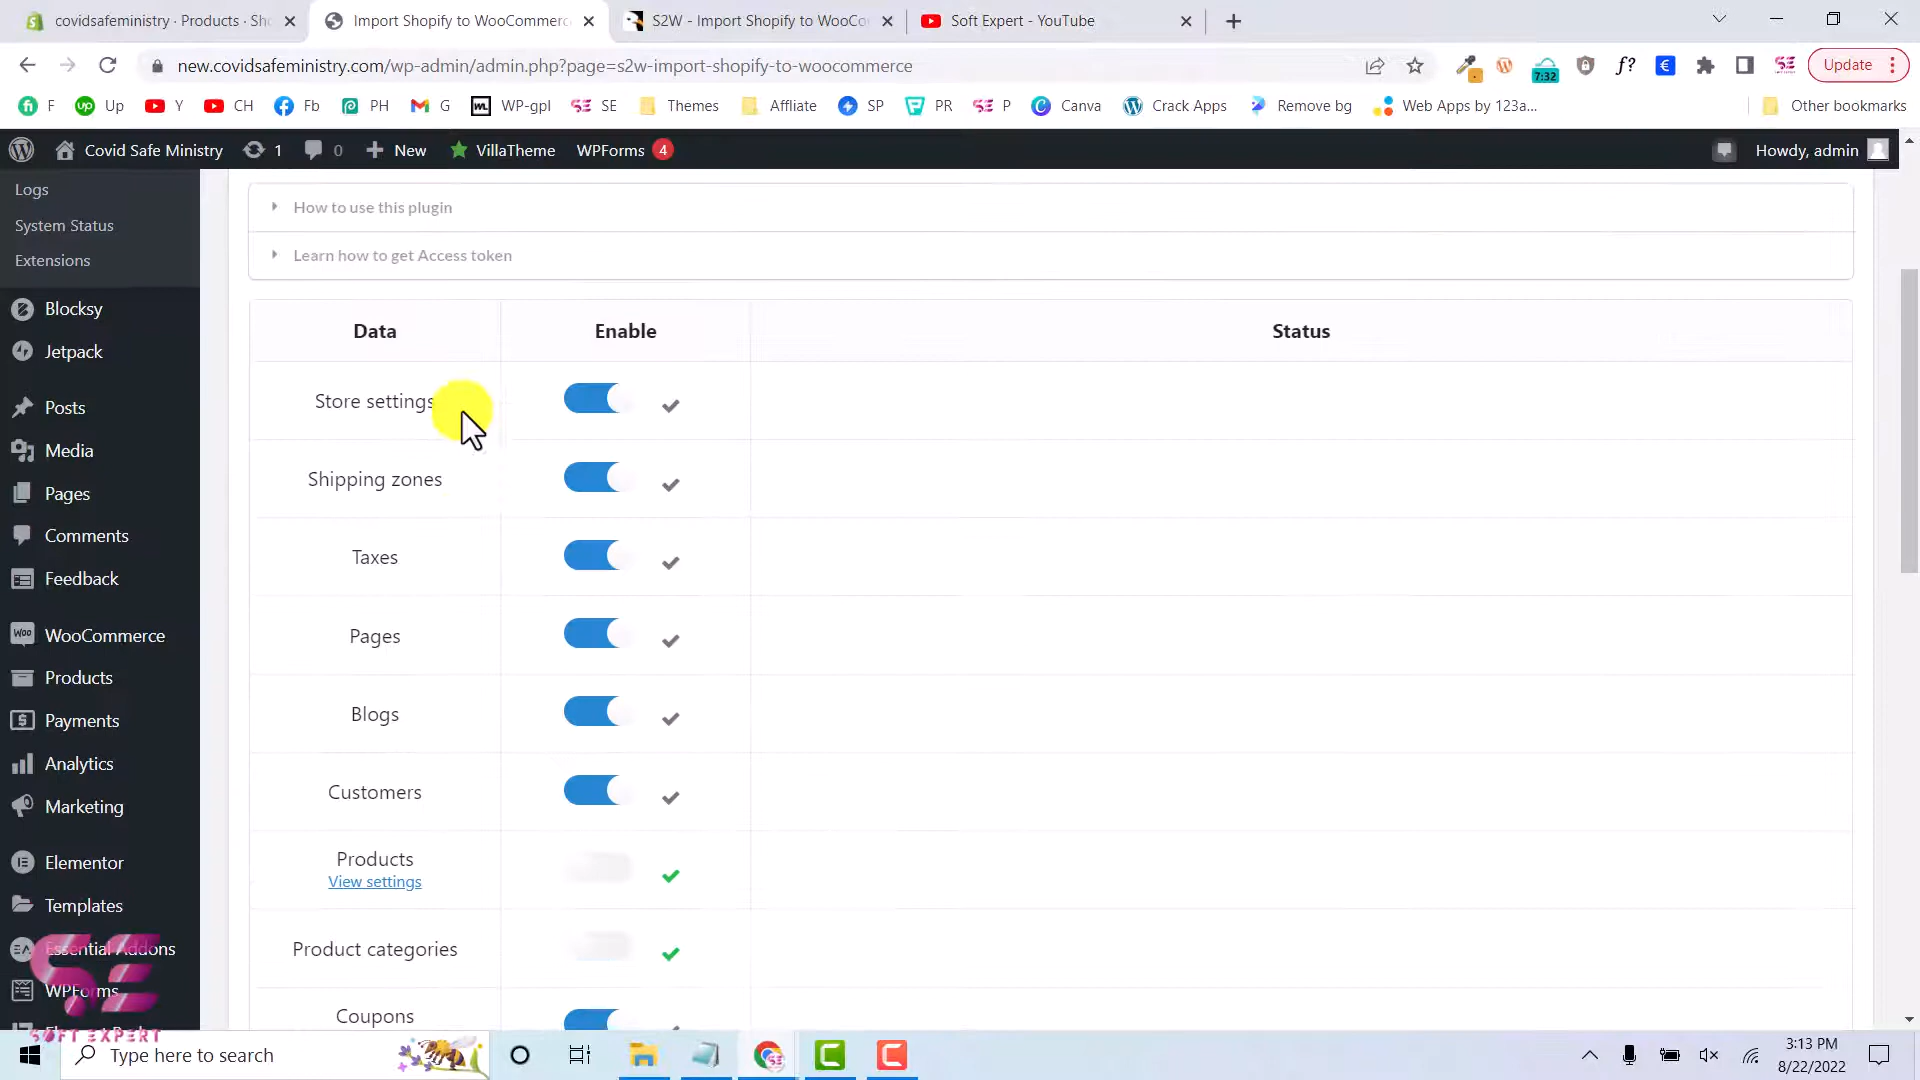 covidsafeministry · Products · Sho
Import Shopify to WooCommerc
S2W - Import Shopify to WooCo
Soft Expert - YouTube
new.covidsafeministry.com/wp-admin/admin.php?page=s2w-import-shopify-to-woocommerce
7:32
f?
€
SE
Update
F
Up
Y
CH
Fb
PH
G
WP-gpl
SE
Themes
Affliate
SP
PR
P
Canva
Crack Apps
Remove bg
Web Apps by 123a...
Other bookmarks
Covid Safe Ministry
1
0
New
VillaTheme
WPForms 4
Howdy, admin
Logs
System Status
Extensions
Blocksy
Jetpack
Posts
Media
Pages
Comments
Feedback
WooCommerce
Products
Payments
Analytics
Marketing
Elementor
Templates
Essential Addons
WPForms
SOFT EXPERT
How to use this plugin
Learn how to get Access token
Data Enable Status
Store settings
Shipping zones
Taxes
Pages
Blogs
Customers
Products
View settings
Product categories
Coupons
Type here to search
3:13 PM
8/22/2022